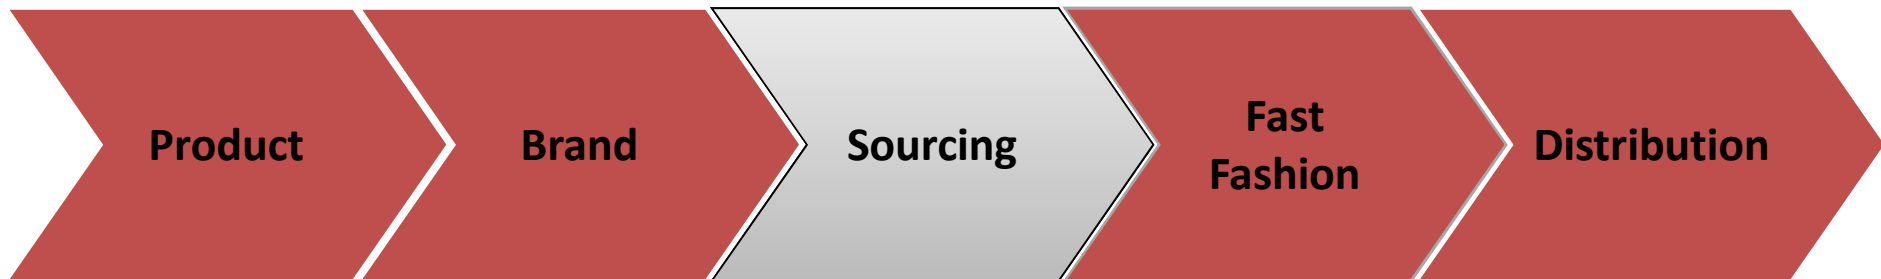 Product
Brand
Sourcing
Fast
Fashion
Distribution